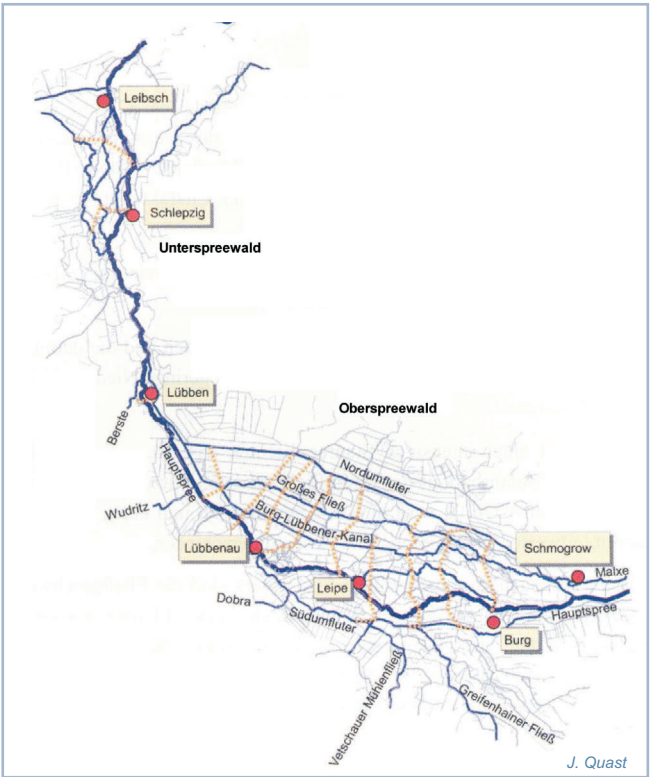 Leibsch
Schlepzig
Unterspreewald
Lübben
Oberspreewald
Berste
Hauptspree
Nordumfluter
Großes Fließ
Wudritz
Burg-Lübbener-Kanal
Lübbenau
Schmogrow
Malxe
Leipe
Dobra
Hauptspree
Südumfluter
Burg
Vetschauer Mühlenfließ
Greifenhainer Fließ
J. Quast